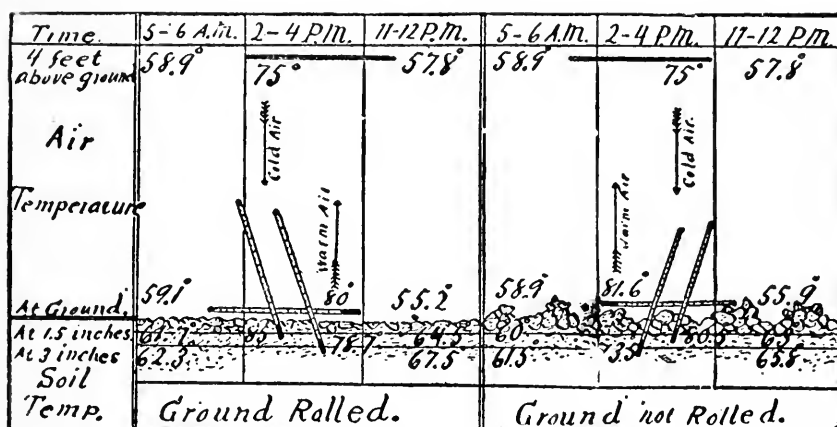 Time. 5-6 A.M. 2-4 P.M. 11-12 P.M. 5-6 A.M. 2-4 P.M. 11-12 P.M.
4 feet above ground 58.9° 75° 57.8° 58.9° 75° 57.8°
Air
Cold Air
Cold Air.
Temperature
Warm Air
Warm Air
At Ground. 59.1° 80° 55.2° 58.9° 81.6° 55.9°
At 1.5 inches 64.5 60
At 3 inches 62.3 67.5 61.5 65.8
Soil
Temp. Ground Rolled. Ground not Rolled.